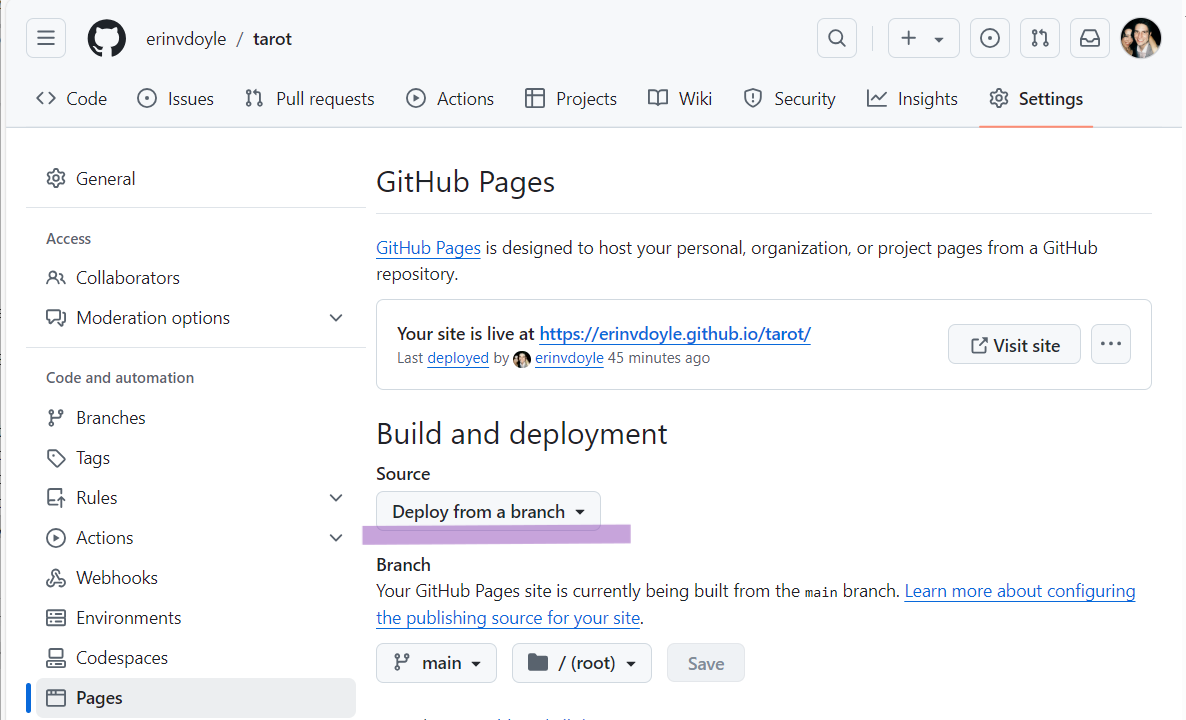 erinvdoyle / tarot
Code Issues Pull requests Actions Projects Wiki Security Insights Settings
General
Access
Collaborators
Moderation options
Code and automation
Branches
Tags
Rules
Actions
Webhooks
Environments
Codespaces
Pages
GitHub Pages
GitHub Pages is designed to host your personal, organization, or project pages from a GitHub
repository.
Your site is live at https://erinvdoyle.github.io/tarot/
Last deployed by erinvdoyle 45 minutes ago
Visit site
Build and deployment
Source
Deploy from a branch
Branch
Your GitHub Pages site is currently being built from the main branch. Learn more about configuring
the publishing source for your site.
main / (root) Save